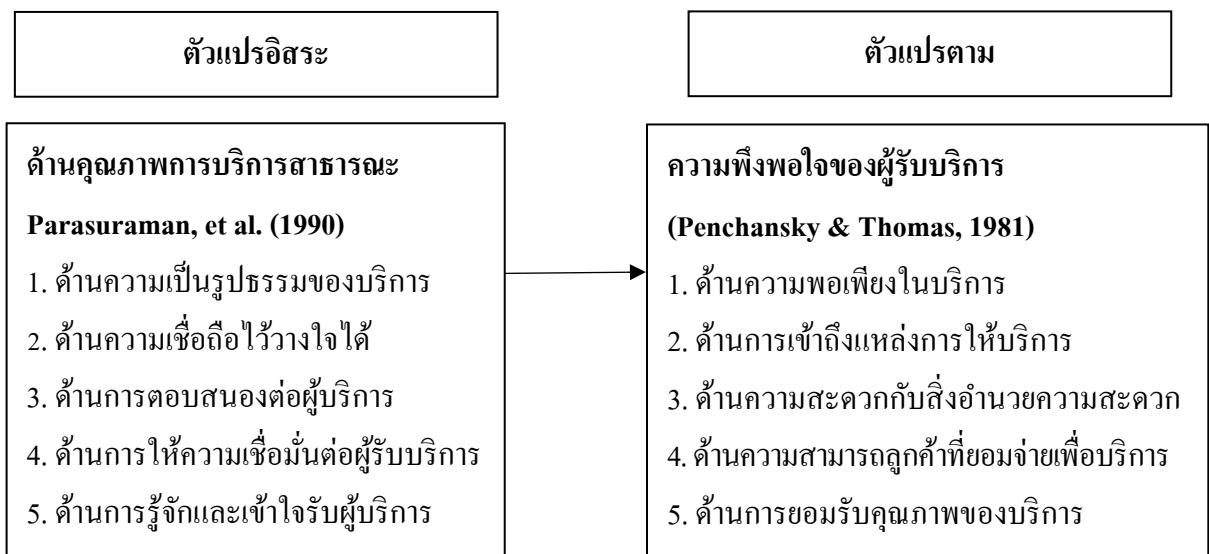 ตัวแปรอิสระ
ตัวแปรตาม
ด้านคุณภาพการบริการสาธารณะ
Parasuraman, et al. (1990)
1. ด้านความเป็นรูปธรรมของบริการ
2. ด้านความเชื่อถือไว้วางใจได้
3. ด้านการตอบสนองต่อผู้บริการ
4. ด้านการให้ความเชื่อมั่นต่อผู้รับบริการ
5. ด้านการรู้จักและเข้าใจรับผู้บริการ
ความพึงพอใจของผู้รับบริการ
(Penchansky & Thomas, 1981)
1. ด้านความพอเพียงในบริการ
2. ด้านการเข้าถึงแหล่งการให้บริการ
3. ด้านความสะดวกกับสิ่งอำนวยความสะดวก
4. ด้านความสามารถลูกค้าที่ยอมจ่ายเพื่อบริการ
5. ด้านการยอมรับคุณภาพของบริการ